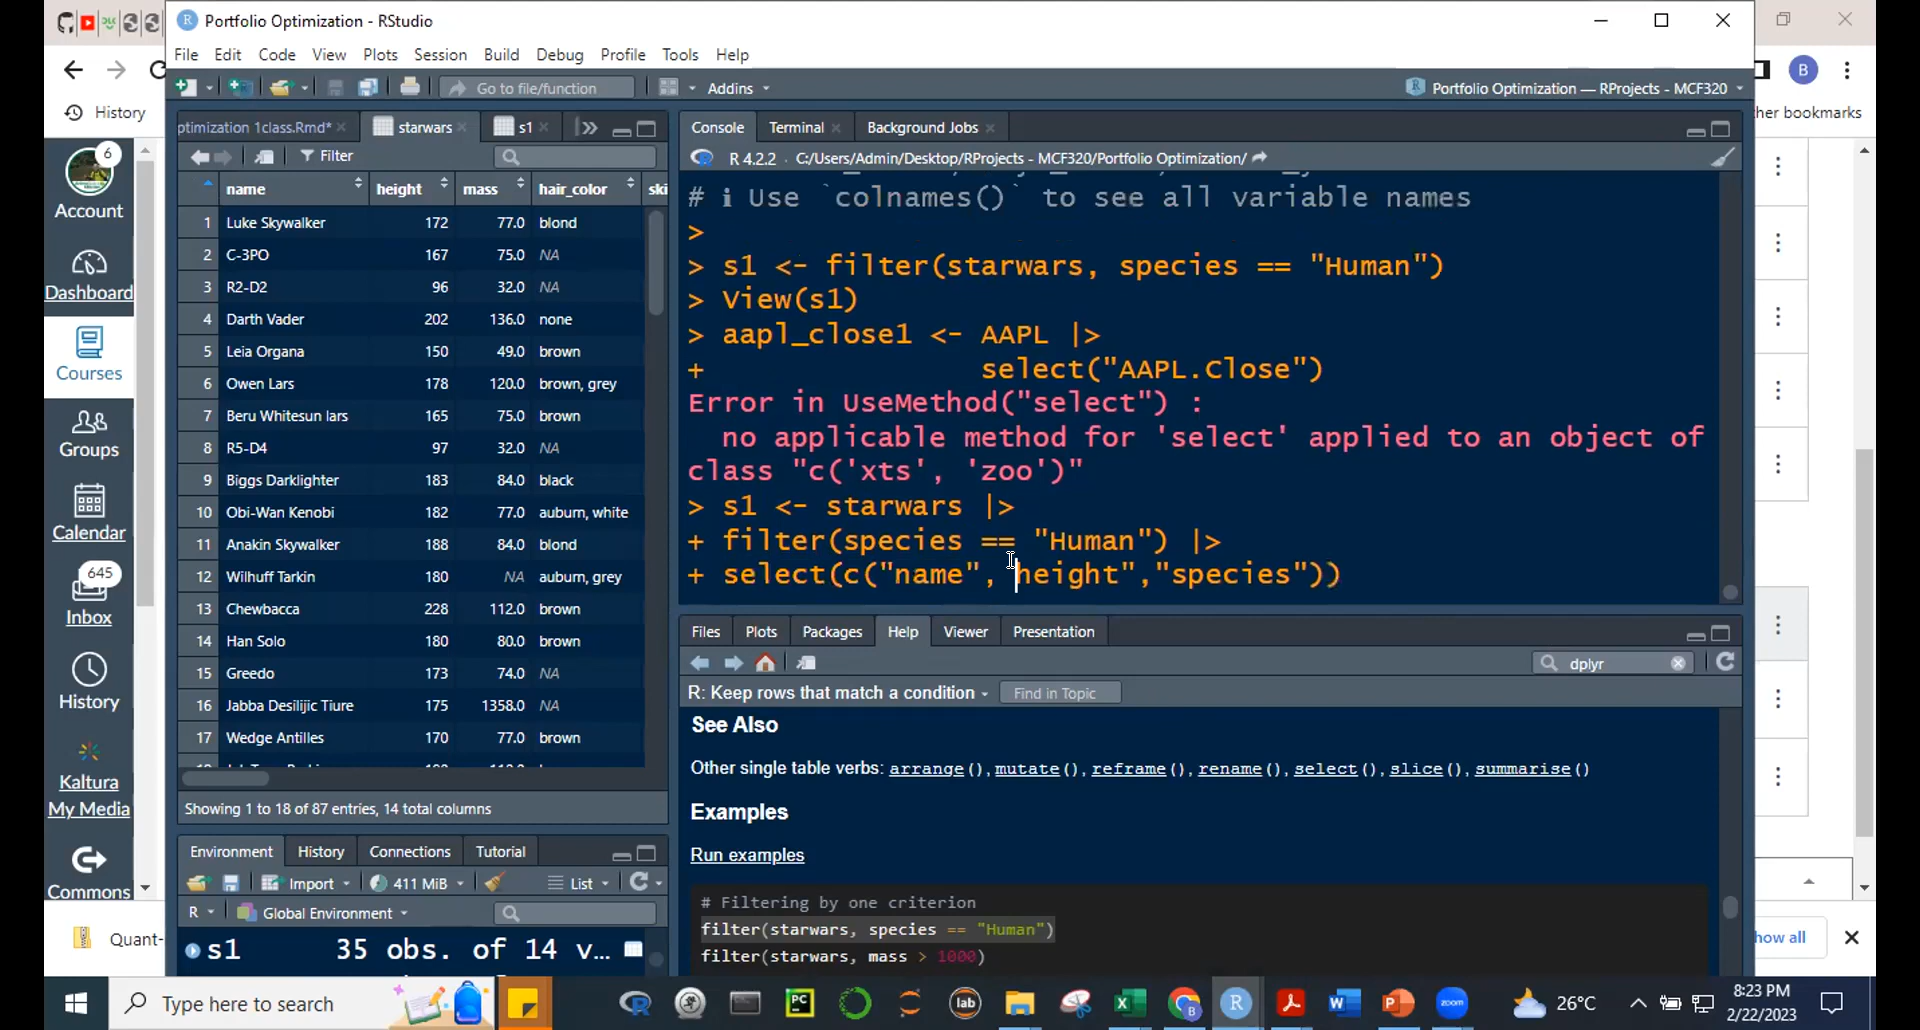 Portfolio Optimization - RStudio
File Edit Code View Plots Session Build Debug Profile Tools Help
Go to file/function
Addins
Portfolio Optimization — RProjects - MCF320
History
B
her bookmarks
ptimization 1class.Rmd*
starwars
s1
Filter
name height mass hair_color ski
1 Luke Skywalker 172 77.0 blond
2 C-3PO 167 75.0 NA
3 R2-D2 96 32.0 NA
4 Darth Vader 202 136.0 none
5 Leia Organa 150 49.0 brown
6 Owen Lars 178 120.0 brown, grey
7 Beru Whitesun lars 165 75.0 brown
8 R5-D4 97 32.0 NA
9 Biggs Darklighter 183 84.0 black
10 Obi-Wan Kenobi 182 77.0 auburn, white
11 Anakin Skywalker 188 84.0 blond
12 Wilhuff Tarkin 180 NA auburn, grey
13 Chewbacca 228 112.0 brown
14 Han Solo 180 80.0 brown
15 Greedo 173 74.0 NA
16 Jabba Desilijic Tiure 175 1358.0 NA
17 Wedge Antilles 170 77.0 brown
Showing 1 to 18 of 87 entries, 14 total columns
Environment History Connections Tutorial
Import
411 MiB
List
R
Global Environment
s1 35 obs. of 14 v...
Console Terminal Background Jobs
R 4.2.2 · C:/Users/Admin/Desktop/RProjects - MCF320/Portfolio Optimization/
# ℹ Use `colnames()` to see all variable names
>
> s1 <- filter(starwars, species == "Human")
> View(s1)
> aapl_close1 <- AAPL |>
+ select("AAPL.Close")
Error in UseMethod("select") :
no applicable method for 'select' applied to an object of
class "c('xts', 'zoo')"
> s1 <- starwars |>
+ filter(species == "Human") |>
+ select(c("name", height","species"))
Files Plots Packages Help Viewer Presentation
dplyr
R: Keep rows that match a condition
Find in Topic
See Also
Other single table verbs: arrange(), mutate(), reframe(), rename(), select(), slice(), summarise()
Examples
Run examples
# Filtering by one criterion
filter(starwars, species == "Human")
filter(starwars, mass > 1000)
6
Account
Dashboard
Courses
Groups
Calendar
645
Inbox
History
Kaltura
My Media
Commons
Quant-
how all
Type here to search
PC
lab
zoom
26°C
8:23 PM
2/22/2023